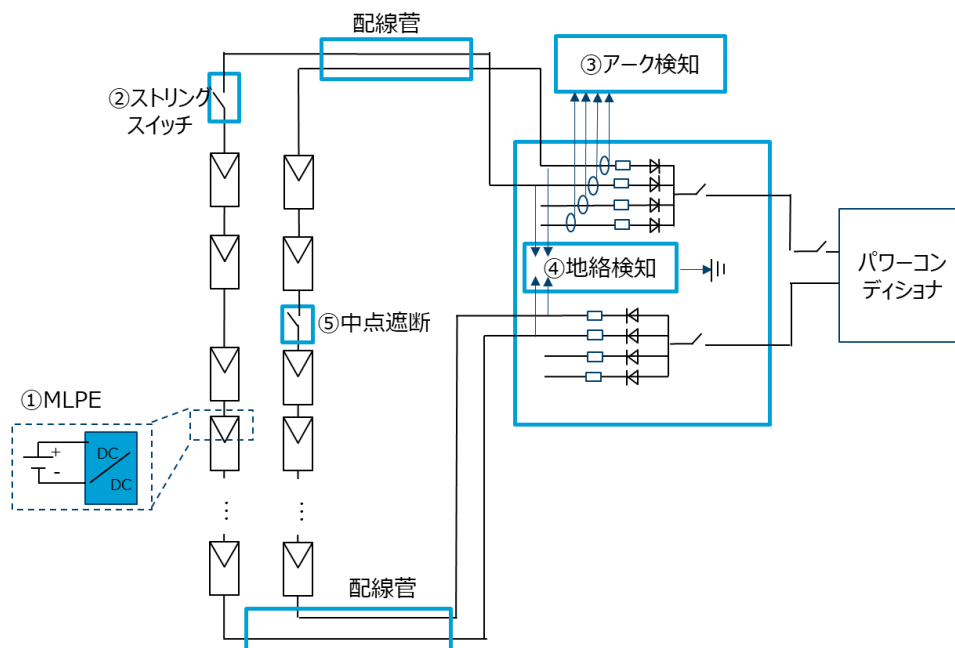 配線管
③アーク検知
②ストリング
スイッチ
④地絡検知
パワーコン
ディショナ
⑤中点遮断
①MLPE
+
-
DC
DC
⋮
⋮
配線管